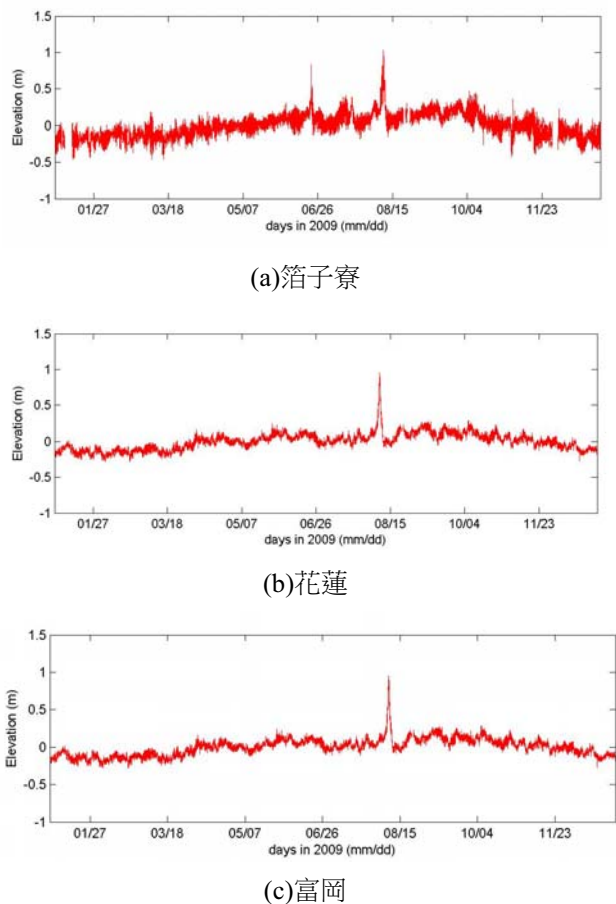 1.5
1
0.5
0
-0.5
-1
Elevation (m)
01/27 03/18 05/07 06/26 08/15 10/04 11/23
days in 2009 (mm/dd)
(a)箔子寮
1.5
1
0.5
0
-0.5
-1
Elevation (m)
01/27 03/18 05/07 06/26 08/15 10/04 11/23
days in 2009 (mm/dd)
(b)花蓮
1.5
1
0.5
0
-0.5
-1
Elevation (m)
01/27 03/18 05/07 06/26 08/15 10/04 11/23
days in 2009 (mm/dd)
(c)富岡